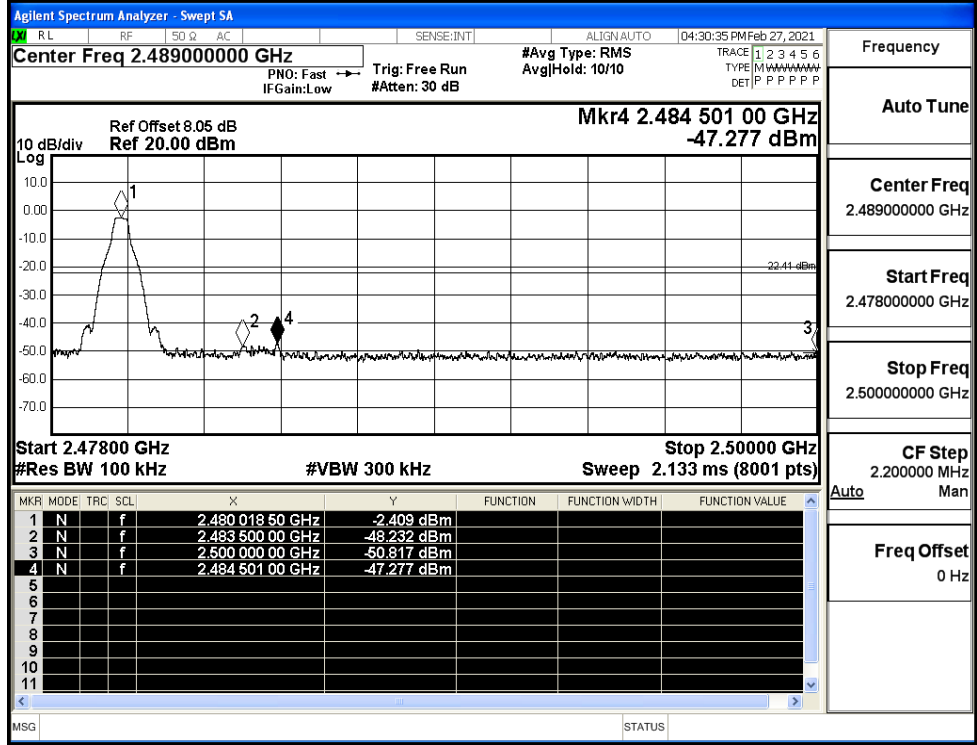 Agilent Spectrum Analyzer - Swept SA
LXI RL RF 50 Ω AC SENSE:INT ALIGN AUTO 04:30:35 PM Feb 27, 2021
Center Freq 2.489000000 GHz
PNO: Fast
IFGain:Low
Trig: Free Run
#Atten: 30 dB
#Avg Type: RMS
Avg|Hold: 10/10
TRACE 1 2 3 4 5 6
TYPE M W W W W W
DET P P P P P P
Frequency
Auto Tune
Center Freq
2.489000000 GHz
Start Freq
2.478000000 GHz
Stop Freq
2.500000000 GHz
CF Step
2.200000 MHz
Auto Man
Freq Offset
0 Hz
Mkr4 2.484 501 00 GHz
-47.277 dBm
Ref Offset 8.05 dB
10 dB/div Ref 20.00 dBm
Log
10.0
0.00
-10.0
-20.0
-30.0
-40.0
-50.0
-60.0
-70.0
1
2
4
3
-22.41 dBm
Start 2.47800 GHz Stop 2.50000 GHz
#Res BW 100 kHz #VBW 300 kHz Sweep 2.133 ms (8001 pts)
MKR MODE TRC SCL X Y FUNCTION FUNCTION WIDTH FUNCTION VALUE
1 N f 2.480 018 50 GHz -2.409 dBm
2 N f 2.483 500 00 GHz -48.232 dBm
3 N f 2.500 000 00 GHz -50.817 dBm
4 N f 2.484 501 00 GHz -47.277 dBm
5
6
7
8
9
10
11
MSG STATUS